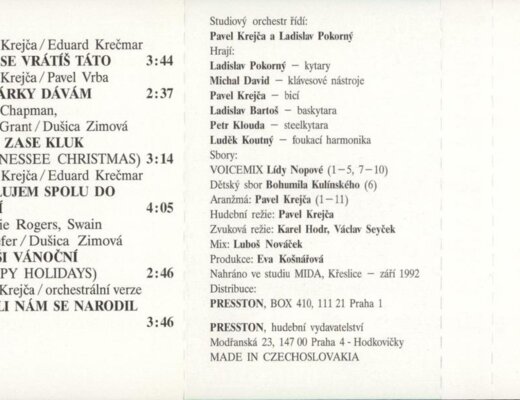 Krejča / Eduard Krečmar
SE VRÁTÍŠ TÁTO 3:44
Krejča / Pavel Vrba
ÁRKY DÁVÁM 2:37
Chapman,
Grant / Dušica Zimová
ZASE KLUK
NESSEE CHRISTMAS) 3:14
Krejča / Eduard Krečmar
LUJEM SPOLU DO
Í 4:05
ie Rogers, Swain
efer / Dušica Zimová
SI VÁNOČNÍ
PY HOLIDAYS) 2:46
Krejča / orchestrální verze
LI NÁM SE NARODIL
3:46
Studiový orchestr řídí:
Pavel Krejča a Ladislav Pokorný
Hrají:
Ladislav Pokorný – kytary
Michal David – klávesové nástroje
Pavel Krejča – bicí
Ladislav Bartoš – baskytara
Petr Klouda – steelkytara
Luděk Koutný – foukací harmonika
Sbory:
VOICEMIX Lídy Nopové (1–5, 7–10)
Dětský sbor Bohumila Kulínského (6)
Aranžmá: Pavel Krejča (1–11)
Hudební režie: Pavel Krejča
Zvuková režie: Karel Hodr, Václav Seyček
Mix: Luboš Nováček
Produkce: Eva Košnářová
Nahráno ve studiu MIDA, Křeslice – září 1992
Distribuce:
PRESSTON, BOX 410, 111 21 Praha 1
PRESSTON, hudební vydavatelství
Modřanská 23, 147 00 Praha 4 - Hodkovičky
MADE IN CZECHOSLOVAKIA